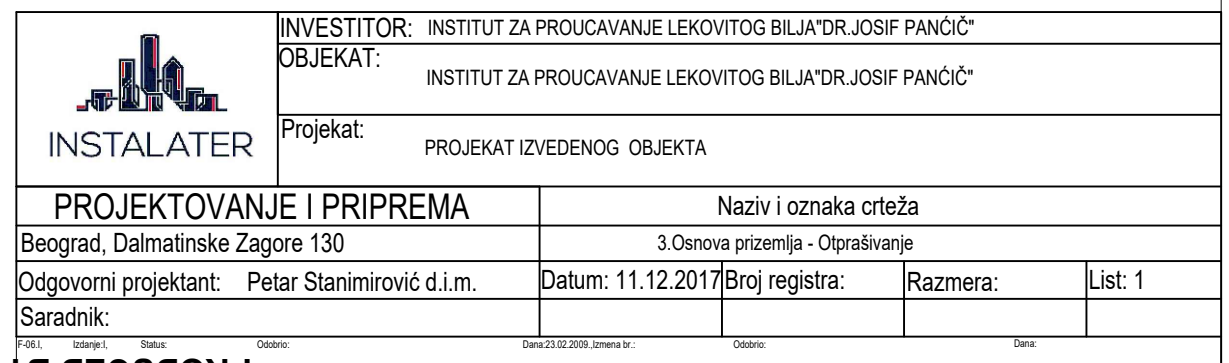 INSTALATER
INVESTITOR: INSTITUT ZA PROUCAVANJE LEKOVITOG BILJA"DR.JOSIF PANĆIČ"
OBJEKAT:
INSTITUT ZA PROUCAVANJE LEKOVITOG BILJA"DR.JOSIF PANĆIČ"
Projekat:
PROJEKAT IZVEDENOG OBJEKTA
PROJEKTOVANJE I PRIPREMA Naziv i oznaka crteža
Beograd, Dalmatinske Zagore 130 3.Osnova prizemlja - Otprašivanje
Odgovorni projektant: Petar Stanimirović d.i.m. Datum: 11.12.2017 Broj registra: Razmera: List: 1
Saradnik:
F-06.I, Izdanje:I, Status: Odobrio: Dana:23.02.2009.,Izmena br.: Odobrio: Dana: